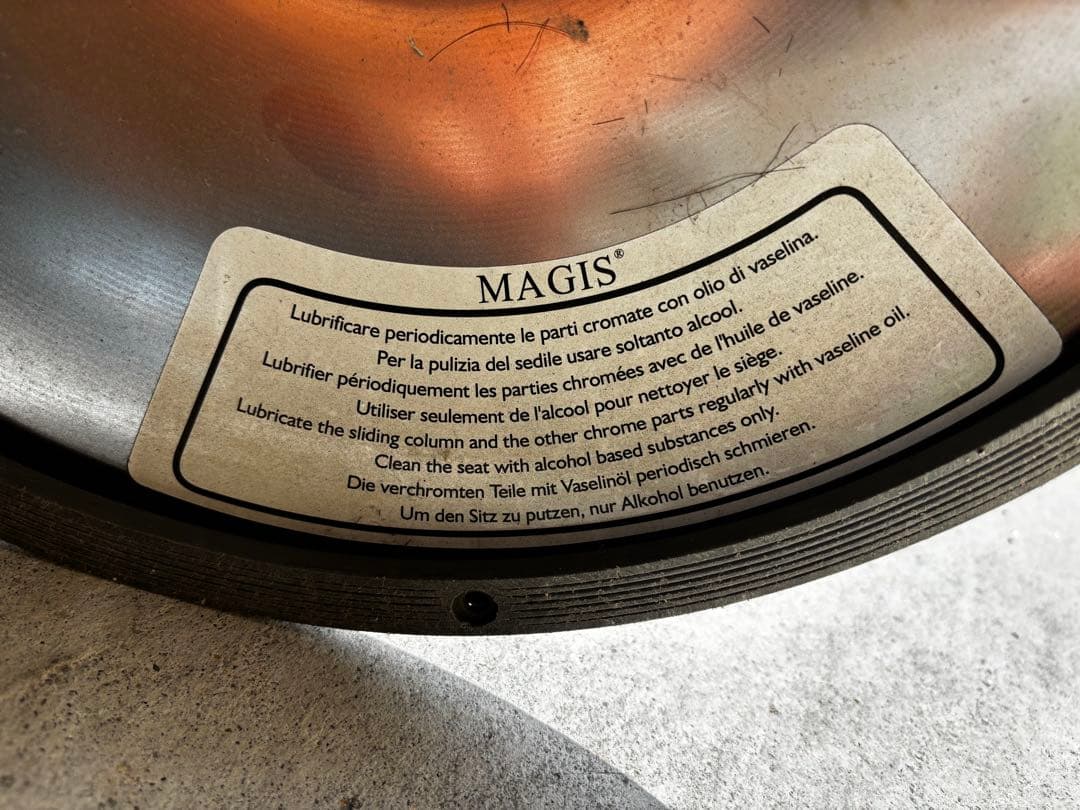 MAGIS®
Lubrificare periodicamente le parti cromate con olio di vaselina.
Per la pulizia del sedile usare soltanto alcool.
Lubrifier périodiquement les parties chromées avec de l'huile de vaseline.
Utiliser seulement de l'alcool pour nettoyer le siège.
Lubricate the sliding column and the other chrome parts regularly with vaseline oil.
Clean the seat with alcohol based substances only.
Die verchromten Teile mit Vaselinöl periodisch schmieren.
Um den Sitz zu putzen, nur Alkohol benutzen.